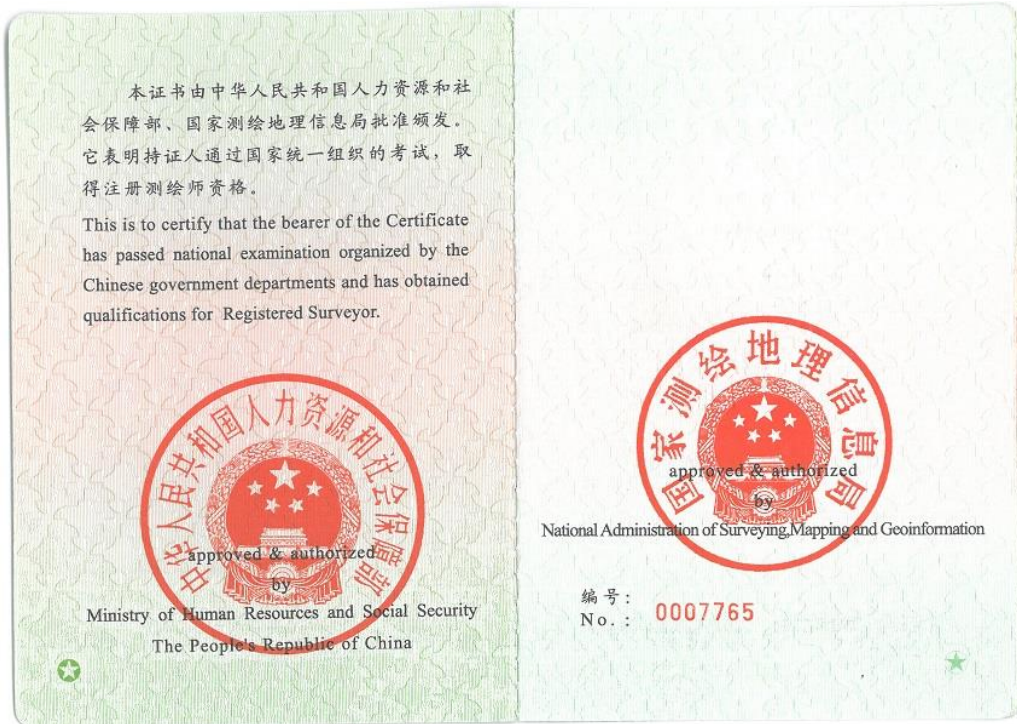 本证书由中华人民共和国人力资源和社
会保障部、国家测绘地理信息局批准颁发。
它表明持证人通过国家统一组织的考试，取
得注册测绘师资格。
This is to certify that the bearer of the Certificate
has passed national examination organized by the
Chinese government departments and has obtained
qualifications for Registered Surveyor.
中华人民共和国人力资源和社会保障部
approved & authorized
by
Ministry of Human Resources and Social Security
The People's Republic of China
国家测绘地理信息局
approved & authorized
by
National Administration of Surveying,Mapping and Geoinformation
编号：
No.： 0007765